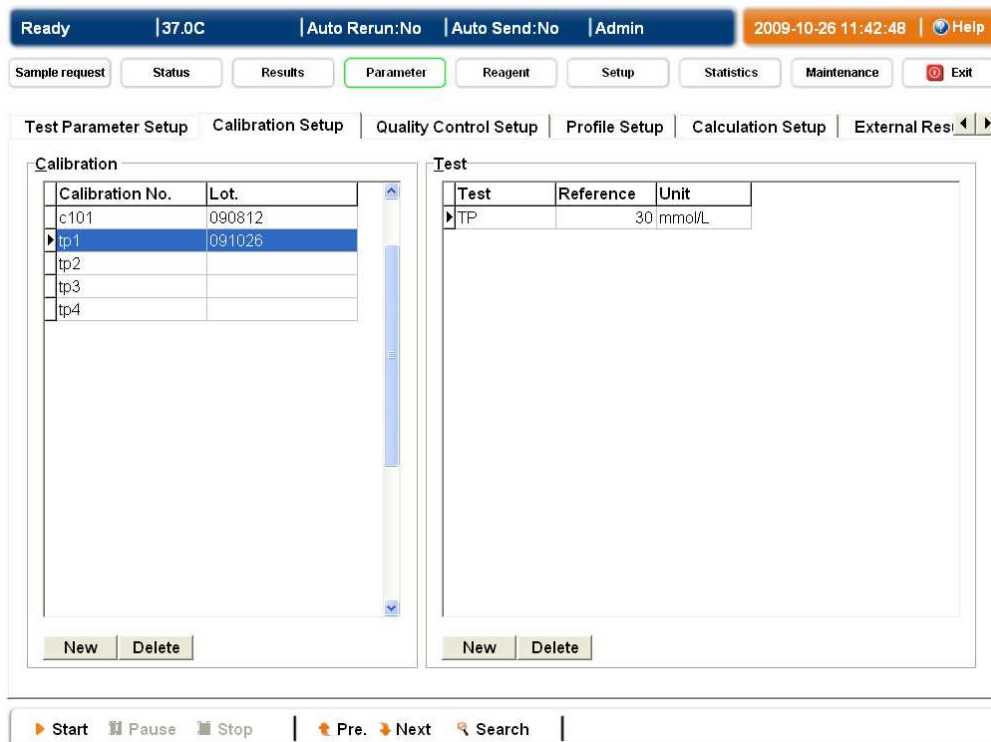 Ready |37.0C |Auto Rerun:No |Auto Send:No |Admin 2009-10-26 11:42:48 | Help
Sample request Status Results Parameter Reagent Setup Statistics Maintenance Exit
Test Parameter Setup Calibration Setup Quality Control Setup Profile Setup Calculation Setup External Res
Calibration Test
Calibration No. Lot. Test Reference Unit
c101 090812 TP 30 mmol/L
tp1 091026
tp2
tp3
tp4
New Delete New Delete
Start Pause Stop Pre. Next Search